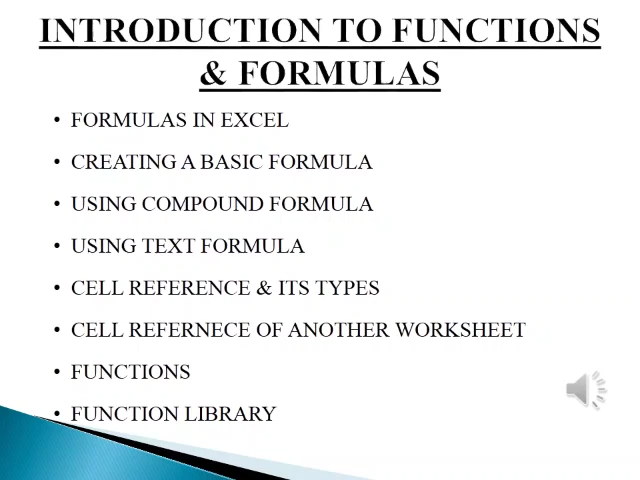 INTRODUCTION TO FUNCTIONS
& FORMULAS
• FORMULAS IN EXCEL
• CREATING A BASIC FORMULA
• USING COMPOUND FORMULA
• USING TEXT FORMULA
• CELL REFERENCE & ITS TYPES
• CELL REFERNECE OF ANOTHER WORKSHEET
• FUNCTIONS
• FUNCTION LIBRARY